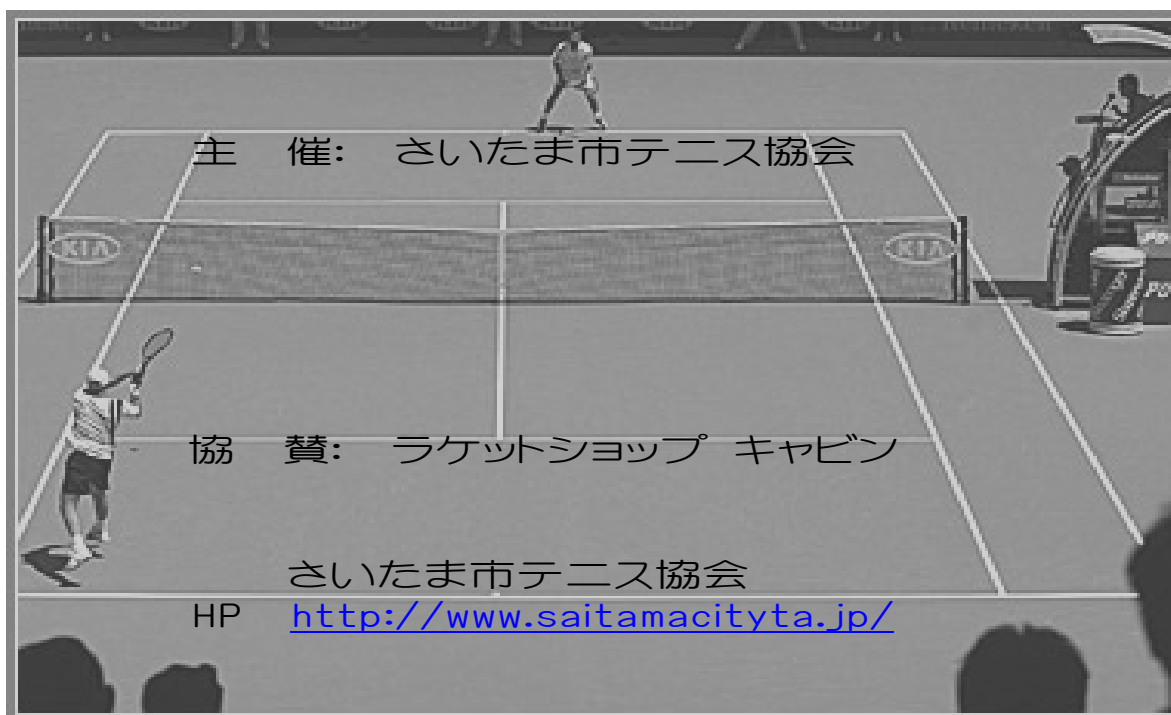 主　催:　さいたま市テニス協会
KIA KIA
協　賛:　ラケットショップ キャビン
さいたま市テニス協会
HP　http://www.saitamacityta.jp/